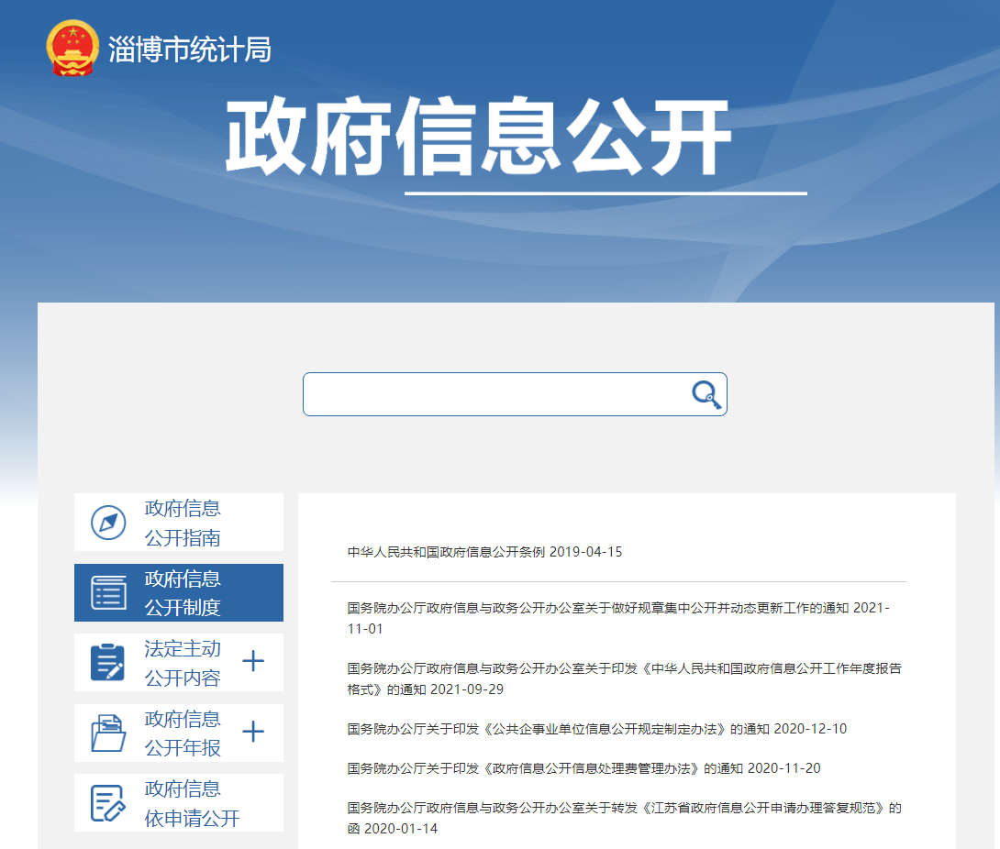 淄博市统计局
政府信息公开
政府信息
公开指南
政府信息
公开制度
法定主动
公开内容
政府信息
公开年报
政府信息
依申请公开
中华人民共和国政府信息公开条例 2019-04-15
国务院办公厅政府信息与政务公开办公室关于做好规章集中公开并动态更新工作的通知 2021-
11-01
国务院办公厅政府信息与政务公开办公室关于印发《中华人民共和国政府信息公开工作年度报告
格式》的通知 2021-09-29
国务院办公厅关于印发《公共企事业单位信息公开规定制定办法》的通知 2020-12-10
国务院办公厅关于印发《政府信息公开信息处理费管理办法》的通知 2020-11-20
国务院办公厅政府信息与政务公开办公室关于转发《江苏省政府信息公开申请办理答复规范》的
函 2020-01-14